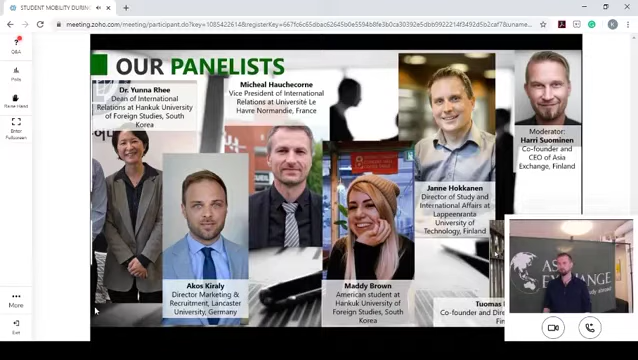 STUDENT MOBILITY DURING
meeting.zoho.com/meeting/participant.do?key=1085422614&registerKey=
Q&A
Polls
Raise Hand
Enter
Fullscreen
More
Exit
OUR PANELISTS
Dr. Yunna Rhee
Dean of International
Relations at Hankuk University
of Foreign Studies, South
Korea
Micheal Hauchecorne
Vice President of International
Relations at Université Le
Havre Normandie, France
Moderator:
Harri Suominen
Co-founder and
CEO of Asia
Exchange, Finland
Janne Hokkanen
Director of Study and
International Affairs at
Lappeenranta
University of
Technology, Finland
Akos Kiraly
Director Marketing &
Recruitment, Lancaster
University, Germany
Maddy Brown
American student at
Hankuk University of
Foreign Studies, South
Korea
Tuomas
Co-founder and Dire
Fin
AS
EXCHANGE